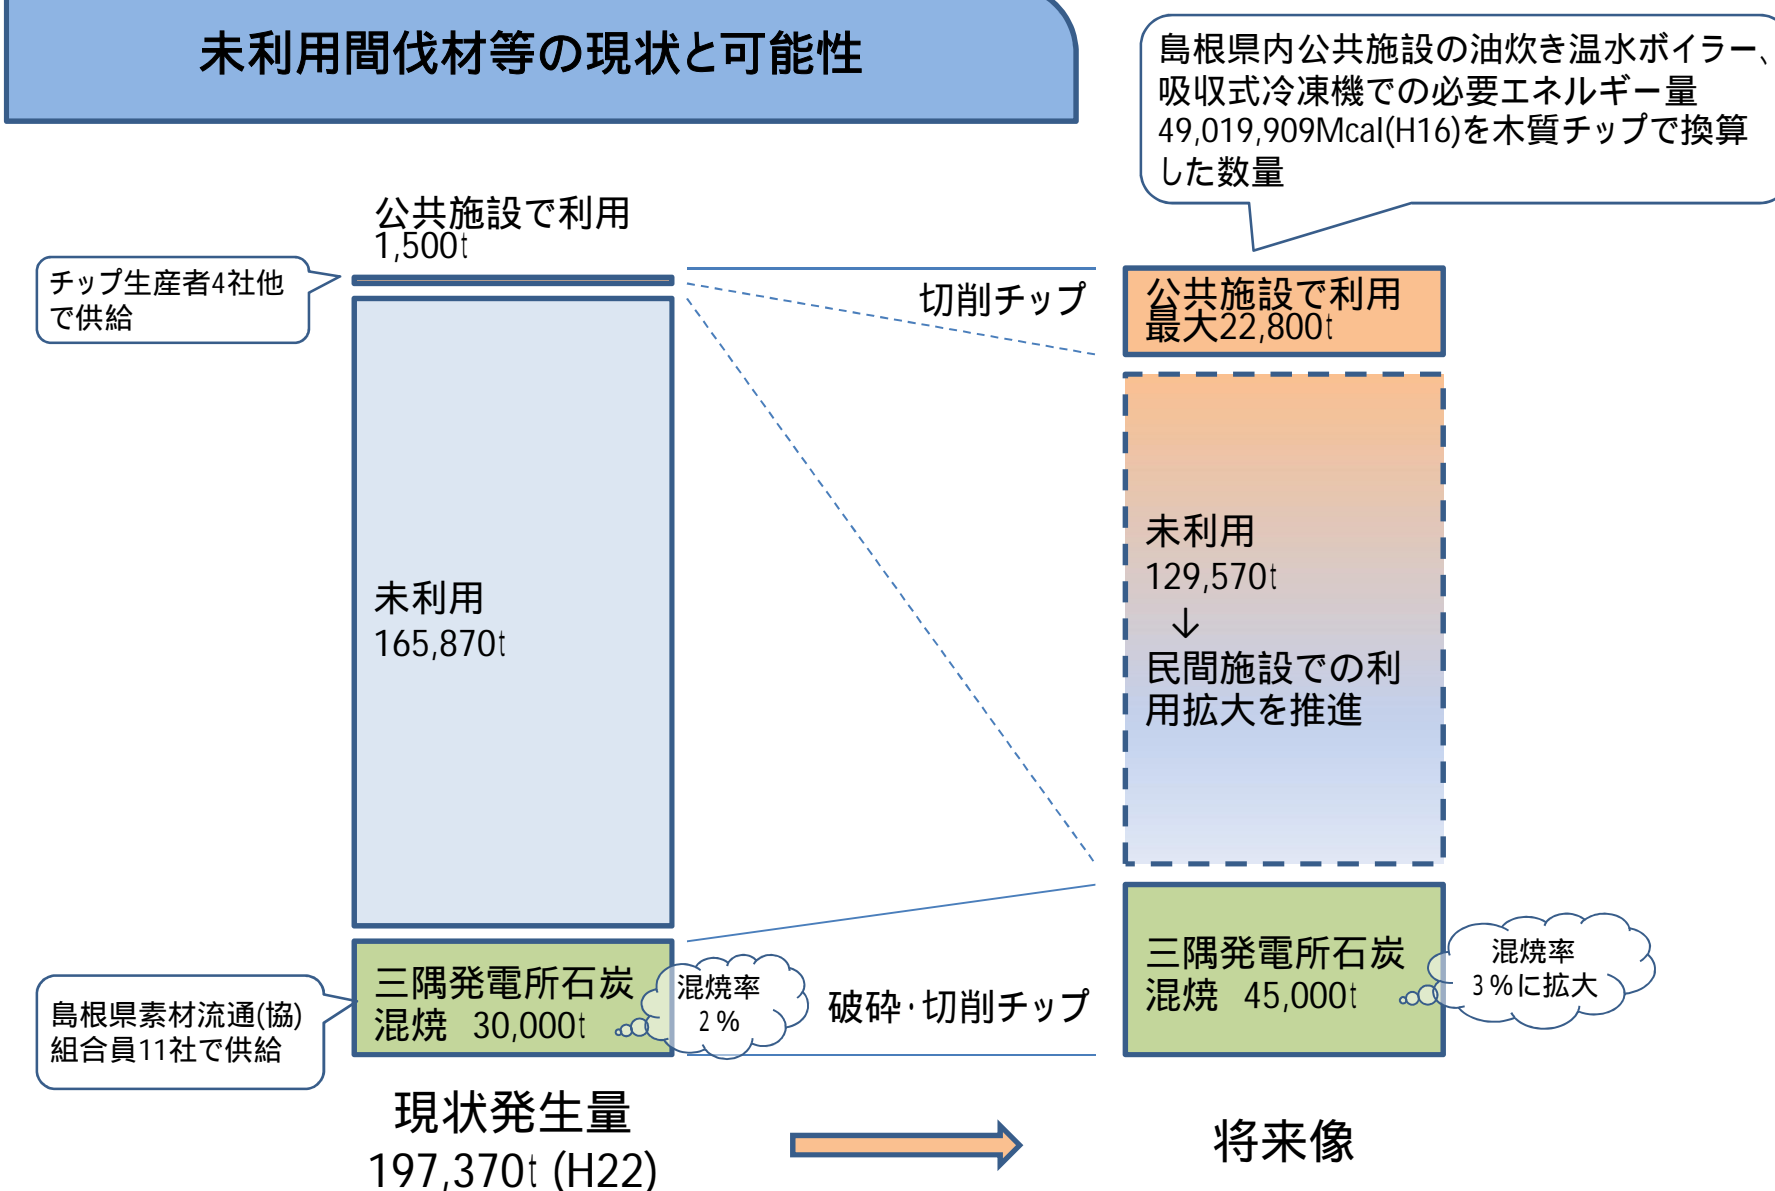 未利用間伐材等の現状と可能性
島根県内公共施設の油炊き温水ボイラー、
吸収式冷凍機での必要エネルギー量
49,019,909Mcal(H16)を木質チップで換算
した数量
公共施設で利用
1,500t
チップ生産者4社他
で供給
切削チップ
公共施設で利用
最大22,800t
未利用
165,870t
未利用
129,570t
↓
民間施設での利
用拡大を推進
三隅発電所石炭
混焼 30,000t
混焼率
2%
島根県素材流通(協)
組合員11社で供給
破砕・切削チップ
三隅発電所石炭
混焼 45,000t
混焼率
3%に拡大
現状発生量
197,370t (H22)
将来像